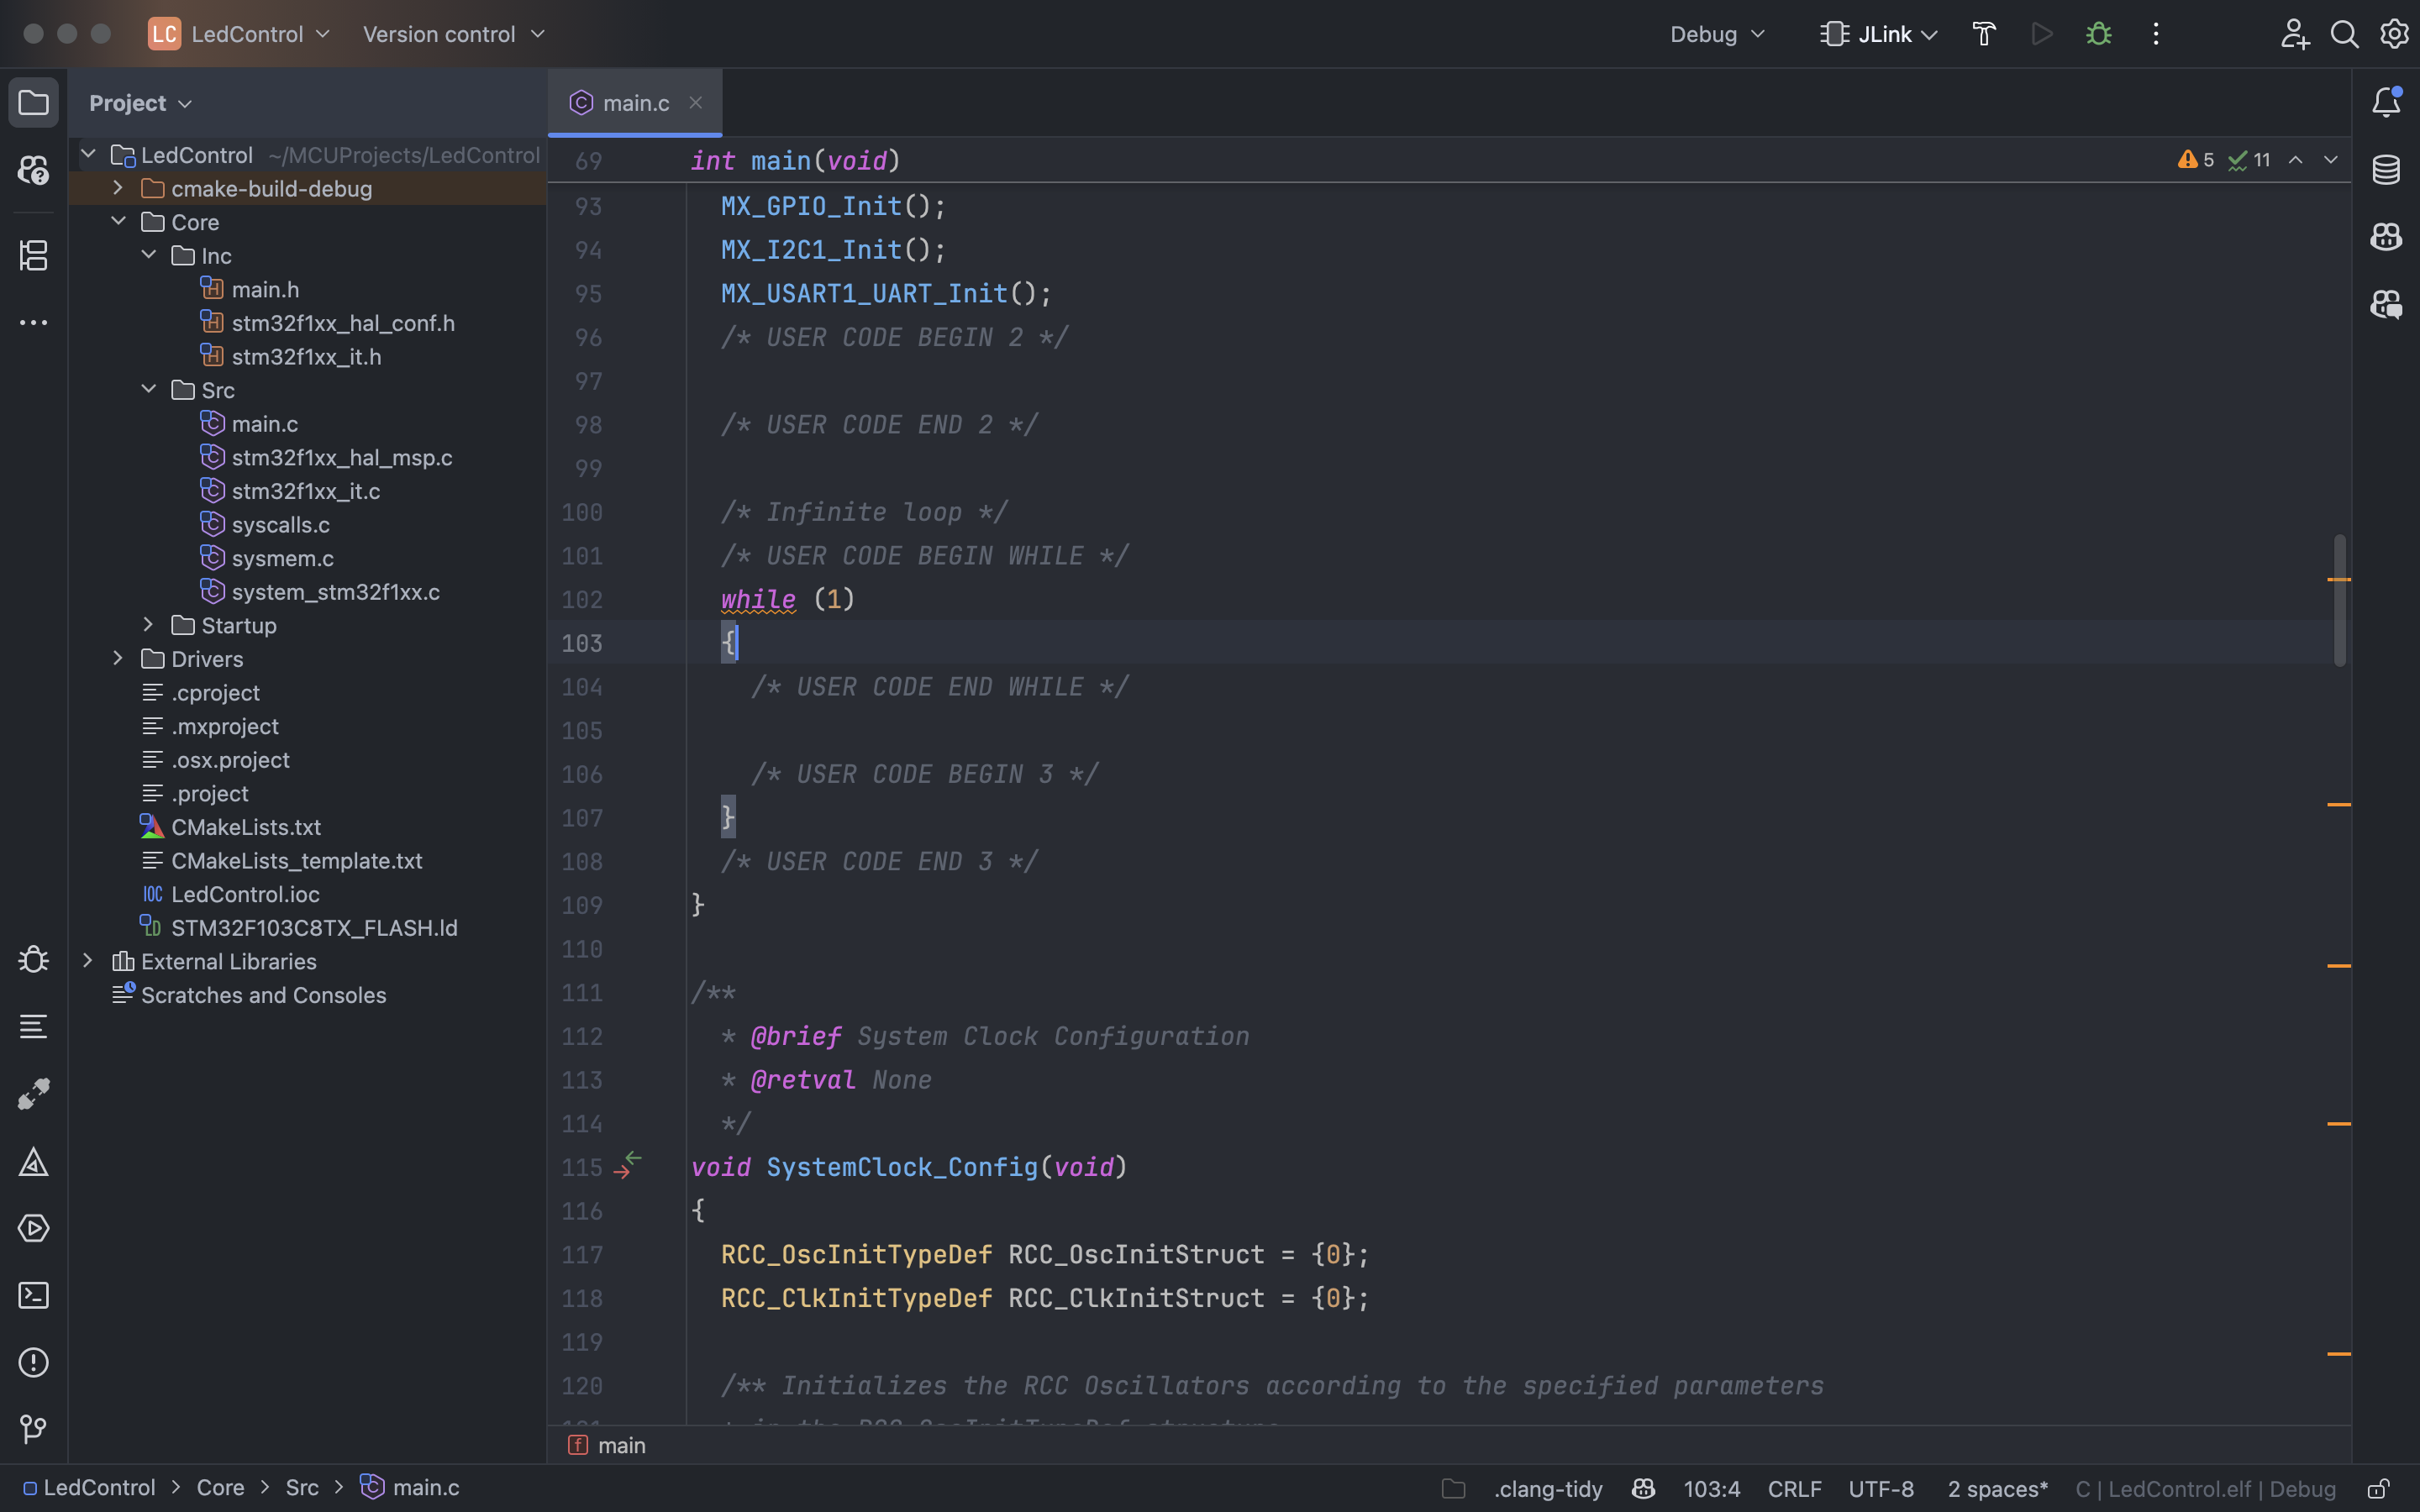 LC LedControl Version control Debug JLink
Project
main.c
LedControl ~/MCUProjects/LedControl
cmake-build-debug
Core
Inc
main.h
stm32f1xx_hal_conf.h
stm32f1xx_it.h
Src
main.c
stm32f1xx_hal_msp.c
stm32f1xx_it.c
syscalls.c
sysmem.c
system_stm32f1xx.c
Startup
Drivers
.cproject
.mxproject
.osx.project
.project
CMakeLists.txt
CMakeLists_template.txt
IOC LedControl.ioc
LD STM32F103C8TX_FLASH.ld
External Libraries
Scratches and Consoles
69 int main(void) 5 11
93 MX_GPIO_Init();
94 MX_I2C1_Init();
95 MX_USART1_UART_Init();
96 /* USER CODE BEGIN 2 */
97
98 /* USER CODE END 2 */
99
100 /* Infinite loop */
101 /* USER CODE BEGIN WHILE */
102 while (1)
103 {
104 /* USER CODE END WHILE */
105
106 /* USER CODE BEGIN 3 */
107 }
108 /* USER CODE END 3 */
109 }
110
111 /**
112 * @brief System Clock Configuration
113 * @retval None
114 */
115 void SystemClock_Config(void)
116 {
117 RCC_OscInitTypeDef RCC_OscInitStruct = {0};
118 RCC_ClkInitTypeDef RCC_ClkInitStruct = {0};
119
120 /** Initializes the RCC Oscillators according to the specified parameters
f main
LedControl > Core > Src > main.c .clang-tidy 103:4 CRLF UTF-8 2 spaces* C | LedControl.elf | Debug